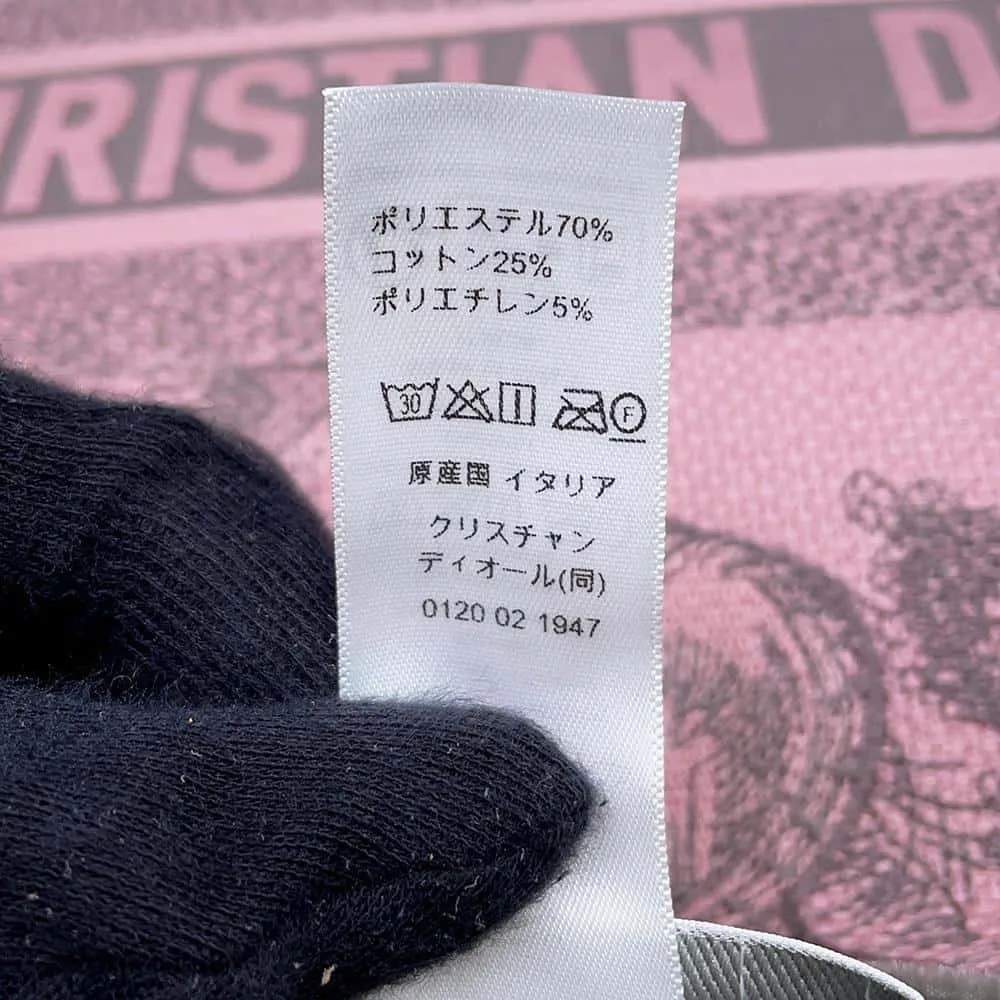 CHRISTIAN D
ポリエステル70%
コットン25%
ポリエチレン5%
30
F
原産国 イタリア
クリスチャン
ディオール(同)
0120 02 1947